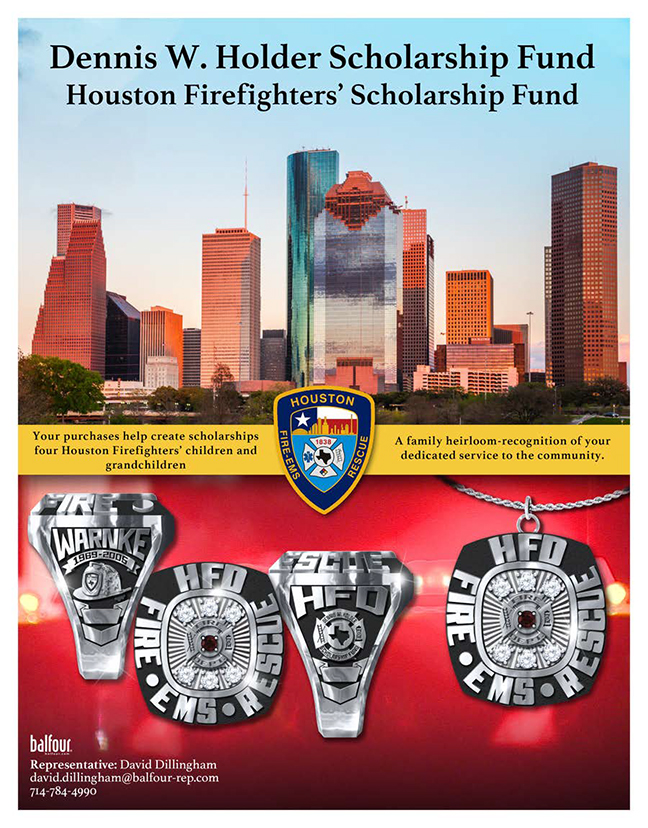 Dennis W. Holder Scholarship Fund
Houston Firefighters' Scholarship Fund
HOUSTON
FIRE-EMS
RESCUE
1838
Your purchases help create scholarships
four Houston Firefighters' children and
grandchildren
A family heirloom-recognition of your
dedicated service to the community.
FIRE
WARNKE
1969-2005
HFD
FIRE • EMS • RESCUE
ESCUE
HFD
HFD
FIRE • EMS • RESCUE
balfour
Representative: David Dillingham
david.dillingham@balfour-rep.com
714-784-4990